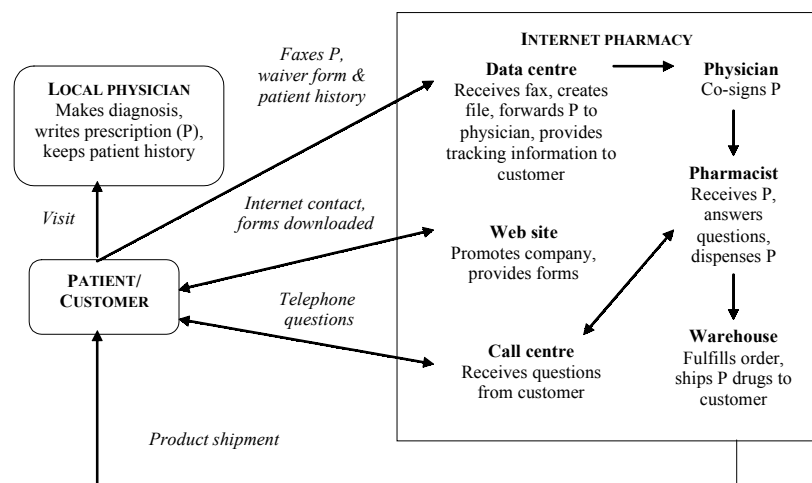 LOCAL PHYSICIAN
Makes diagnosis,
writes prescription (P),
keeps patient history
Visit
PATIENT/
CUSTOMER
Faxes P,
waiver form &
patient history
Internet contact,
forms downloaded
Telephone
questions
Product shipment
INTERNET PHARMACY
Data centre
Receives fax, creates
file, forwards P to
physician, provides
tracking information to
customer
Web site
Promotes company,
provides forms
Call centre
Receives questions
from customer
Physician
Co-signs P
Pharmacist
Receives P,
answers
questions,
dispenses P
Warehouse
Fulfills order,
ships P drugs to
customer